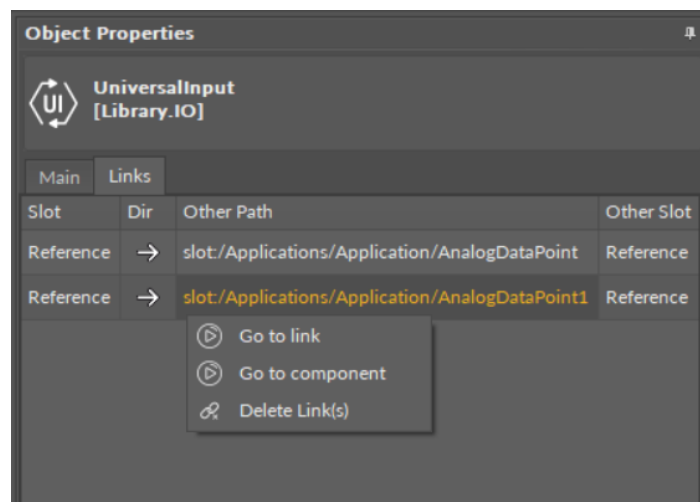 Object Properties
UI
UniversalInput
[Library.IO]
Main Links
Slot Dir Other Path Other Slot
Reference → slot:/Applications/Application/AnalogDataPoint Reference
Reference → slot:/Applications/Application/AnalogDataPoint1 Reference
Go to link
Go to component
Delete Link(s)